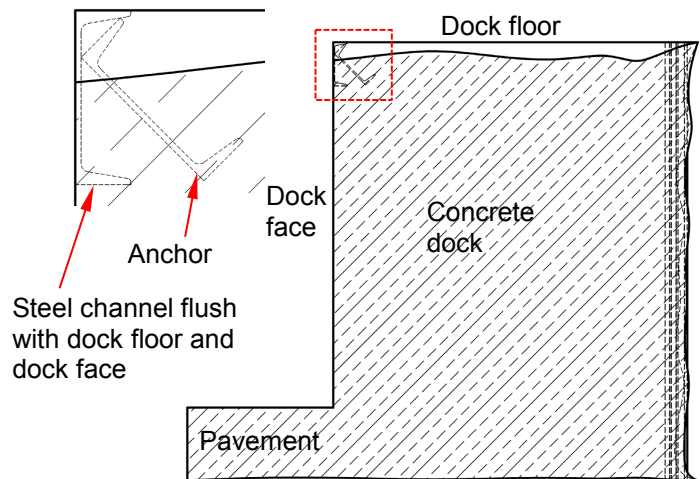 Dock floor
Dock
face
Concrete
dock
Anchor
Steel channel flush
with dock floor and
dock face
Pavement